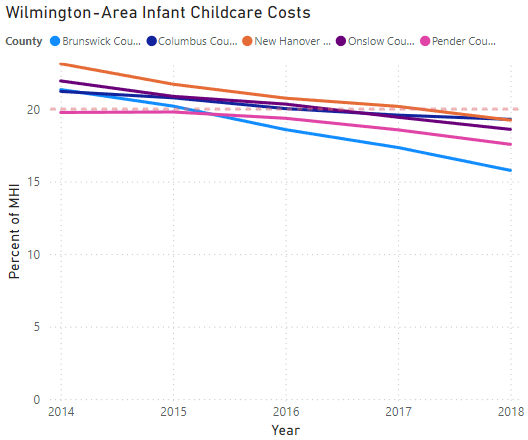 Wilmington-Area Infant Childcare Costs
County Brunswick Cou... Columbus Cou... New Hanover ... Onslow Cou... Pender Cou...
20
15
10
5
0
Percent of MHI
2014 2015 2016 2017 2018
Year